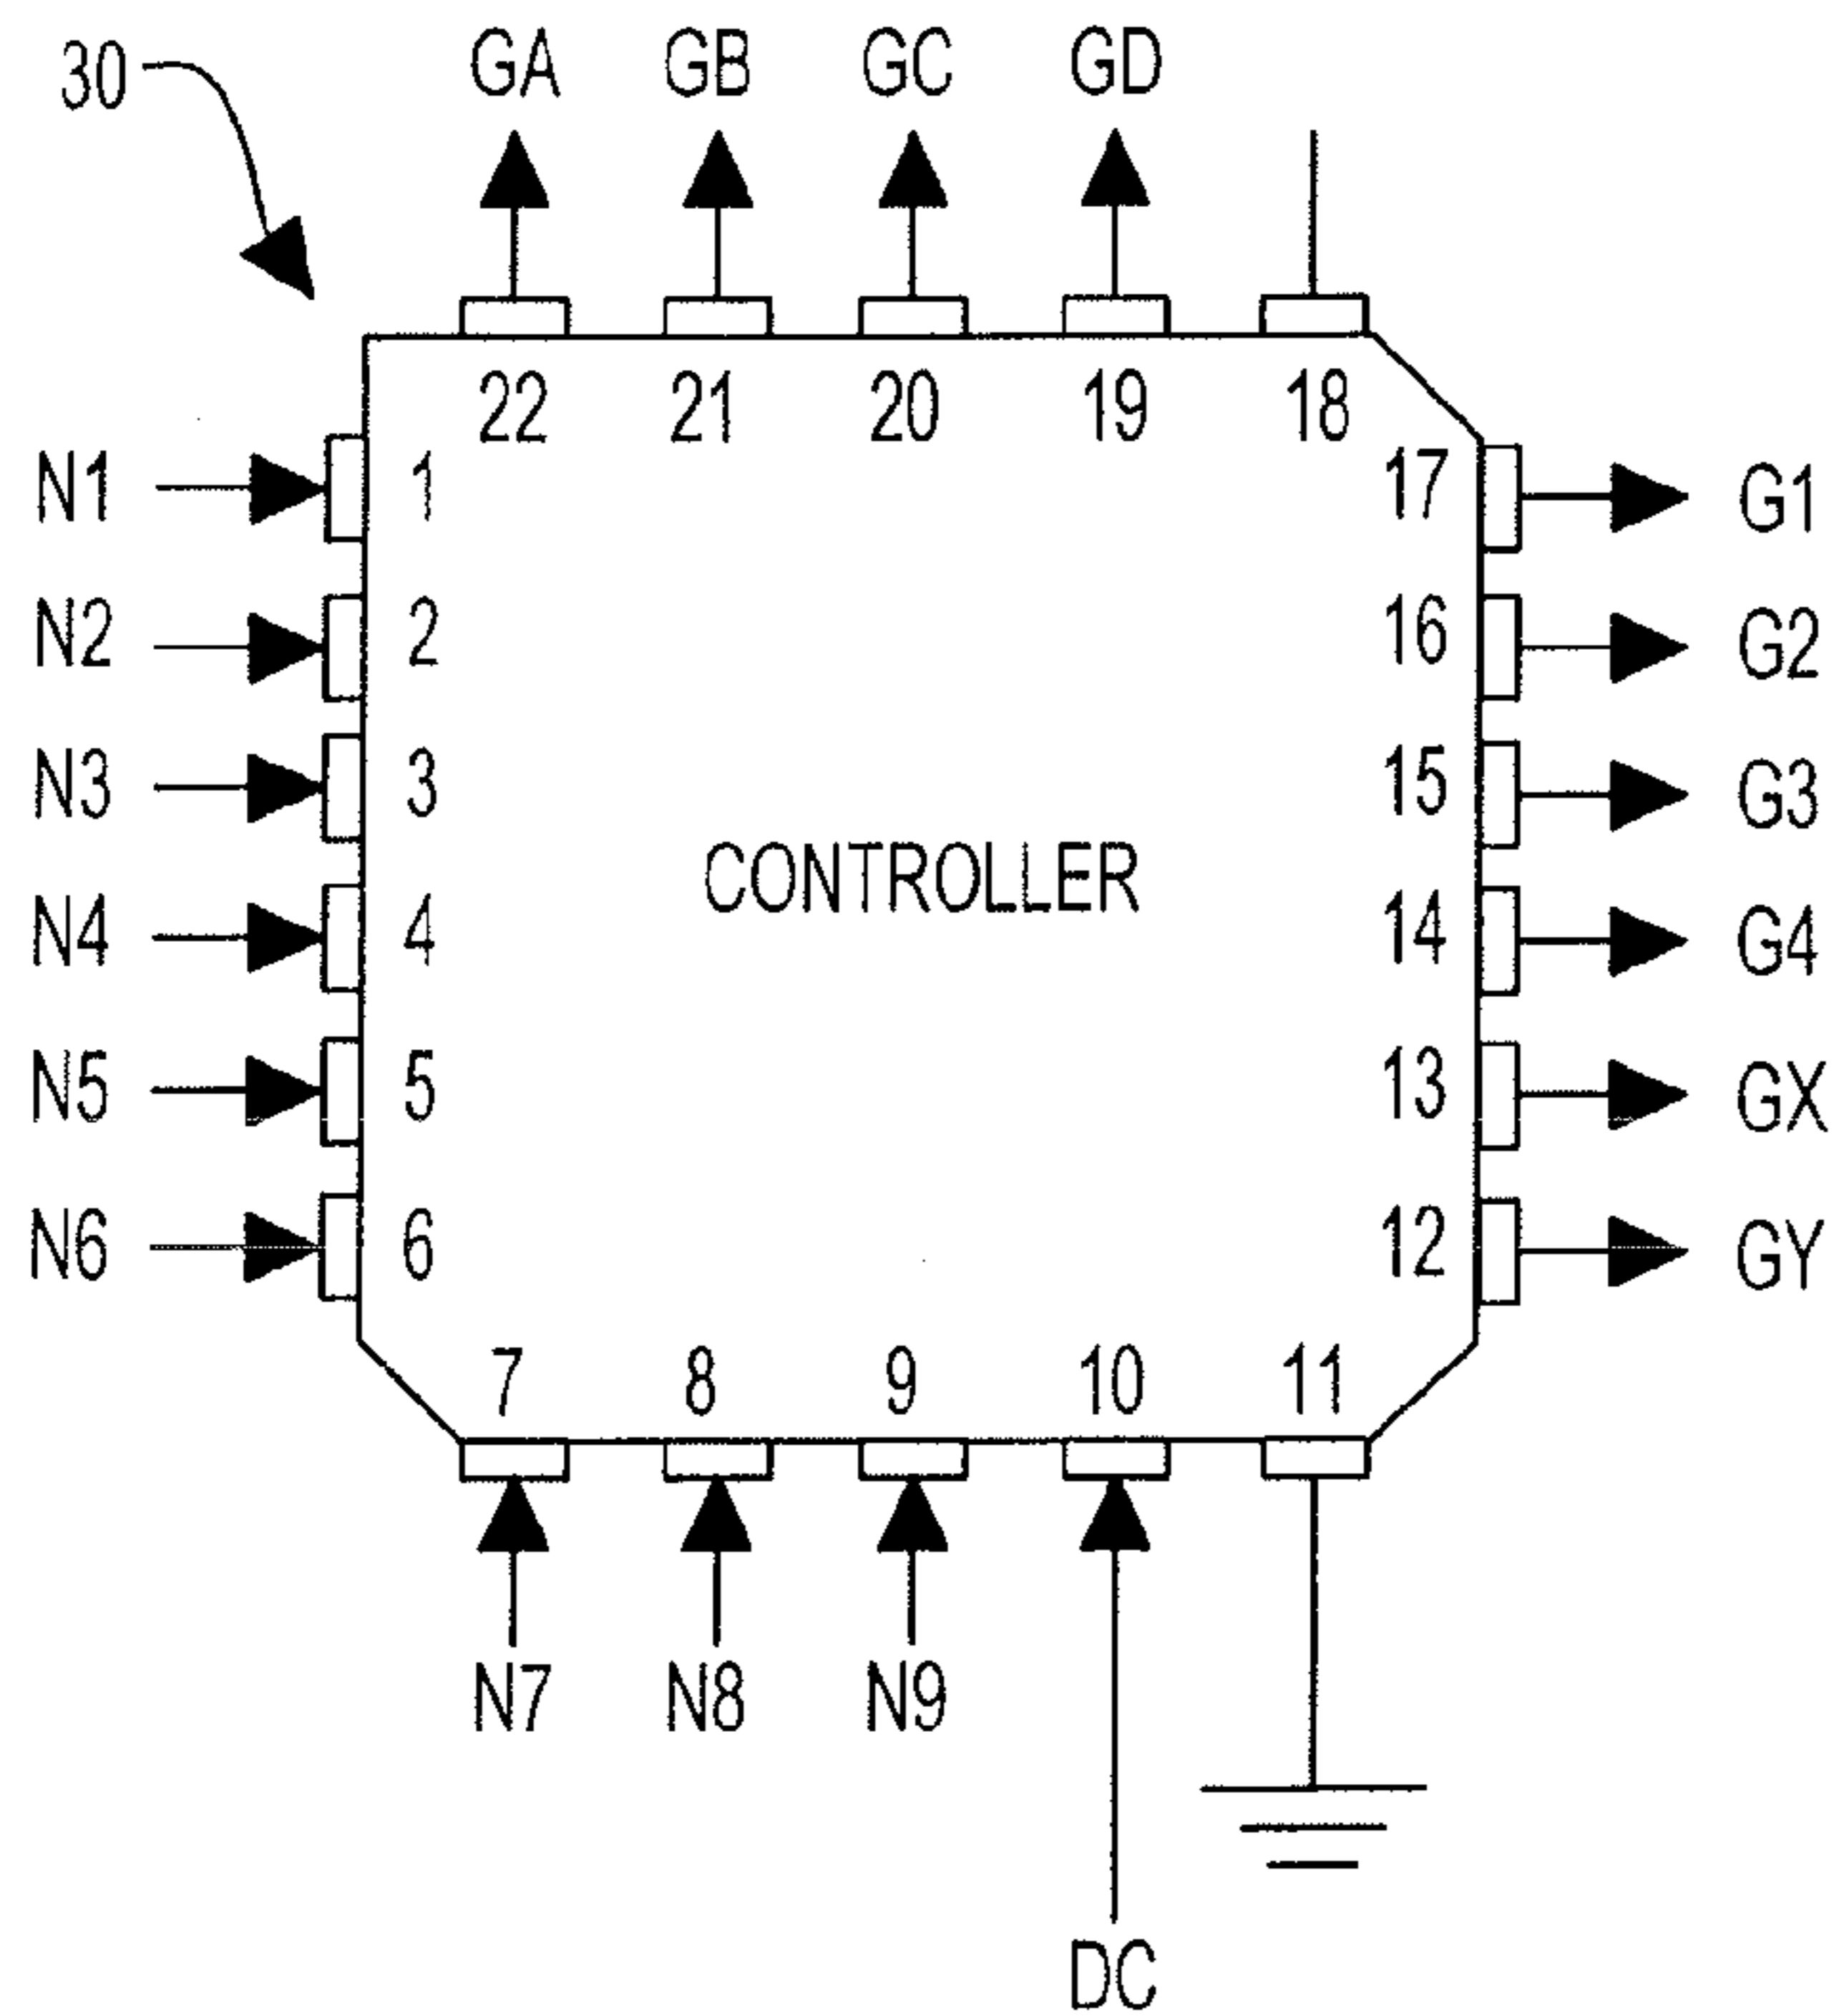 30 GA GB GC GD
22 21 20 19 18
N1 1 17 G1
N2 2 16 G2
N3 3 15 G3
CONTROLLER
N4 4 14 G4
N5 5 13 GX
N6 6 12 GY
7 8 9 10 11
N7 N8 N9
DC